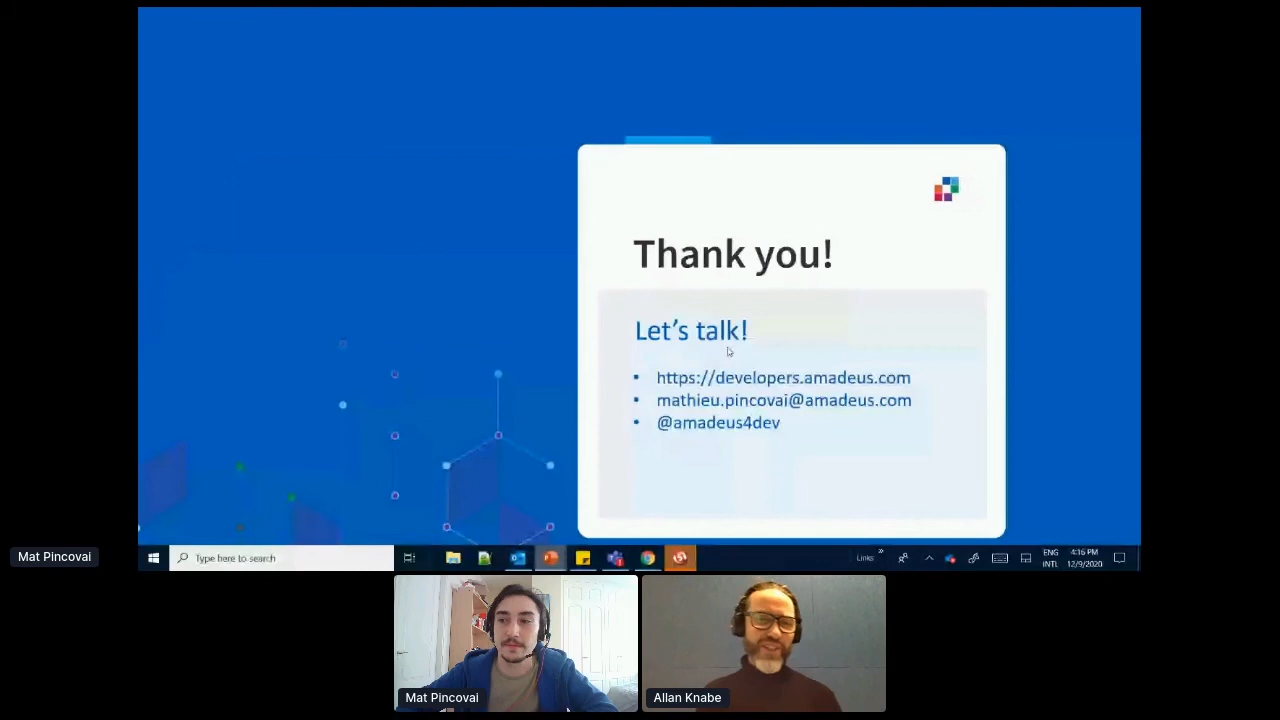 Thank you!
Let's talk!
• https://developers.amadeus.com
• mathieu.pincovai@amadeus.com
• @amadeus4dev
Mat Pincovai
Type here to search
Links
»
ENG
INTL
4:16 PM
12/9/2020
Mat Pincovai
Allan Knabe